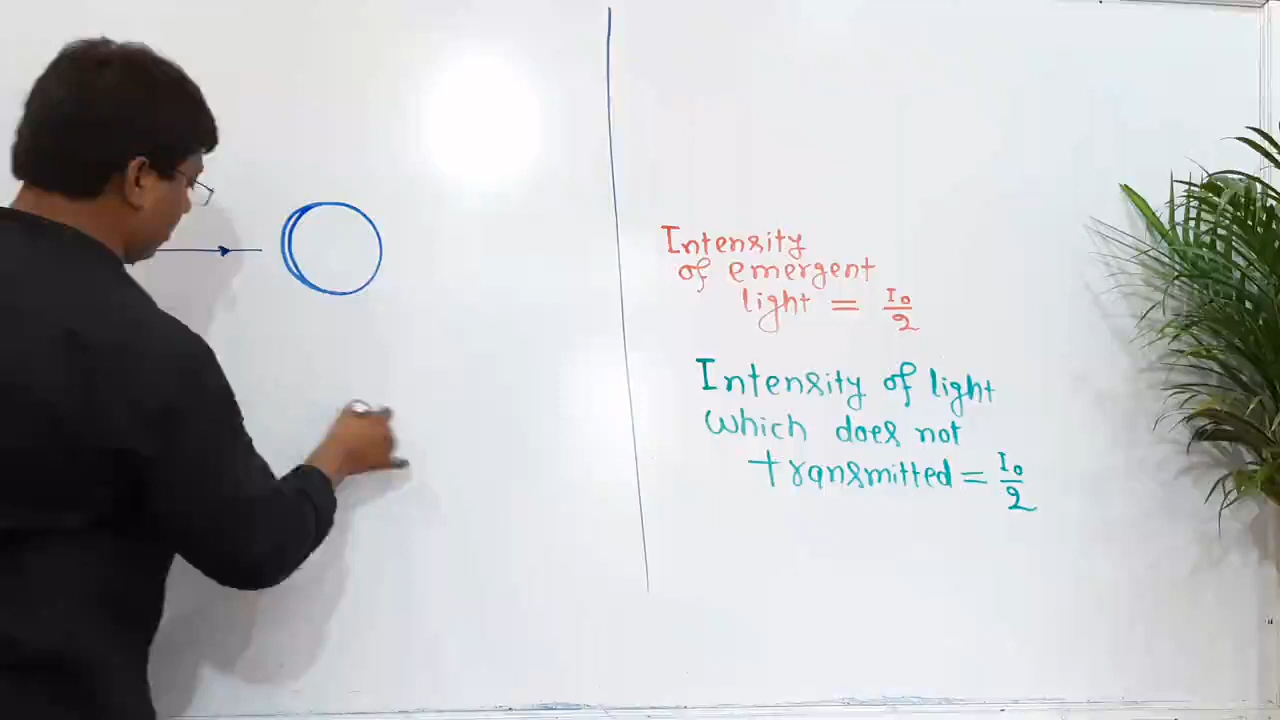 Intensity
of emergent
light = I₀/2
Intensity of light
which does not
transmitted = I₀/2